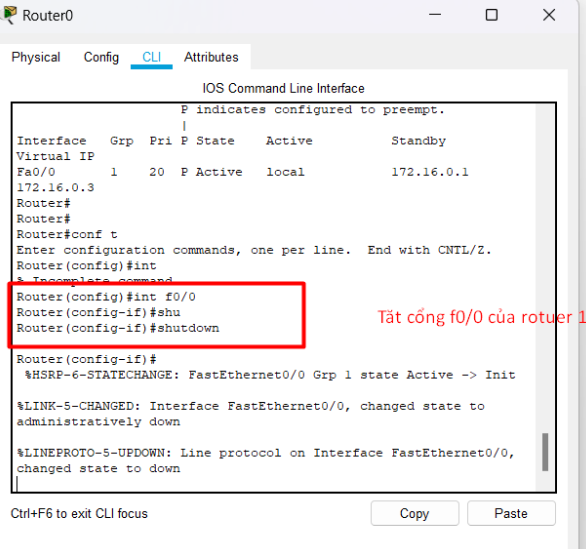 Router0
Physical Config CLI Attributes
IOS Command Line Interface
P indicates configured to preempt.
|
Interface Grp Pri P State Active Standby
Virtual IP
Fa0/0 1 20 P Active local 172.16.0.1
172.16.0.3
Router#
Router#
Router#conf t
Enter configuration commands, one per line. End with CNTL/Z.
Router(config)#int
% Incomplete command
Router(config)#int f0/0
Router(config-if)#shu
Router(config-if)#shutdown
Tăt cổng f0/0 của rotuer 1
Router(config-if)#
%HSRP-6-STATECHANGE: FastEthernet0/0 Grp 1 state Active -> Init
%LINK-5-CHANGED: Interface FastEthernet0/0, changed state to
administratively down
%LINEPROTO-5-UPDOWN: Line protocol on Interface FastEthernet0/0,
changed state to down
Ctrl+F6 to exit CLI focus
Copy Paste